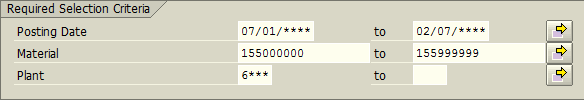 Required Selection Criteria
Posting Date 07/01/**** to 02/07/****
Material 155000000 to 155999999
Plant 6*** to